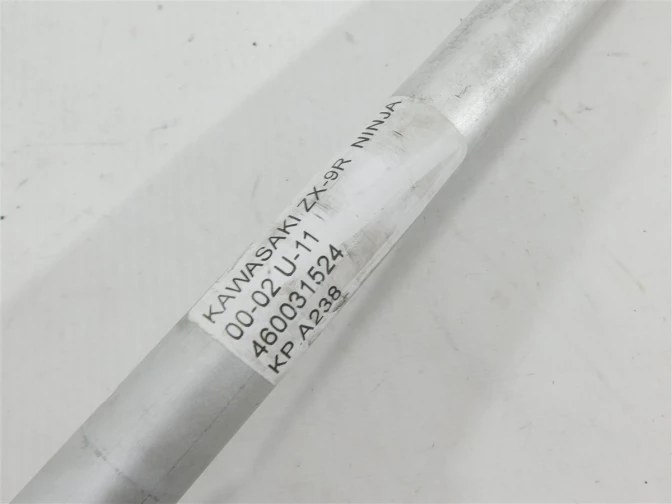 KAWASAKI ZX-9R NINJA
00-02 U-11
460031524
KP A238